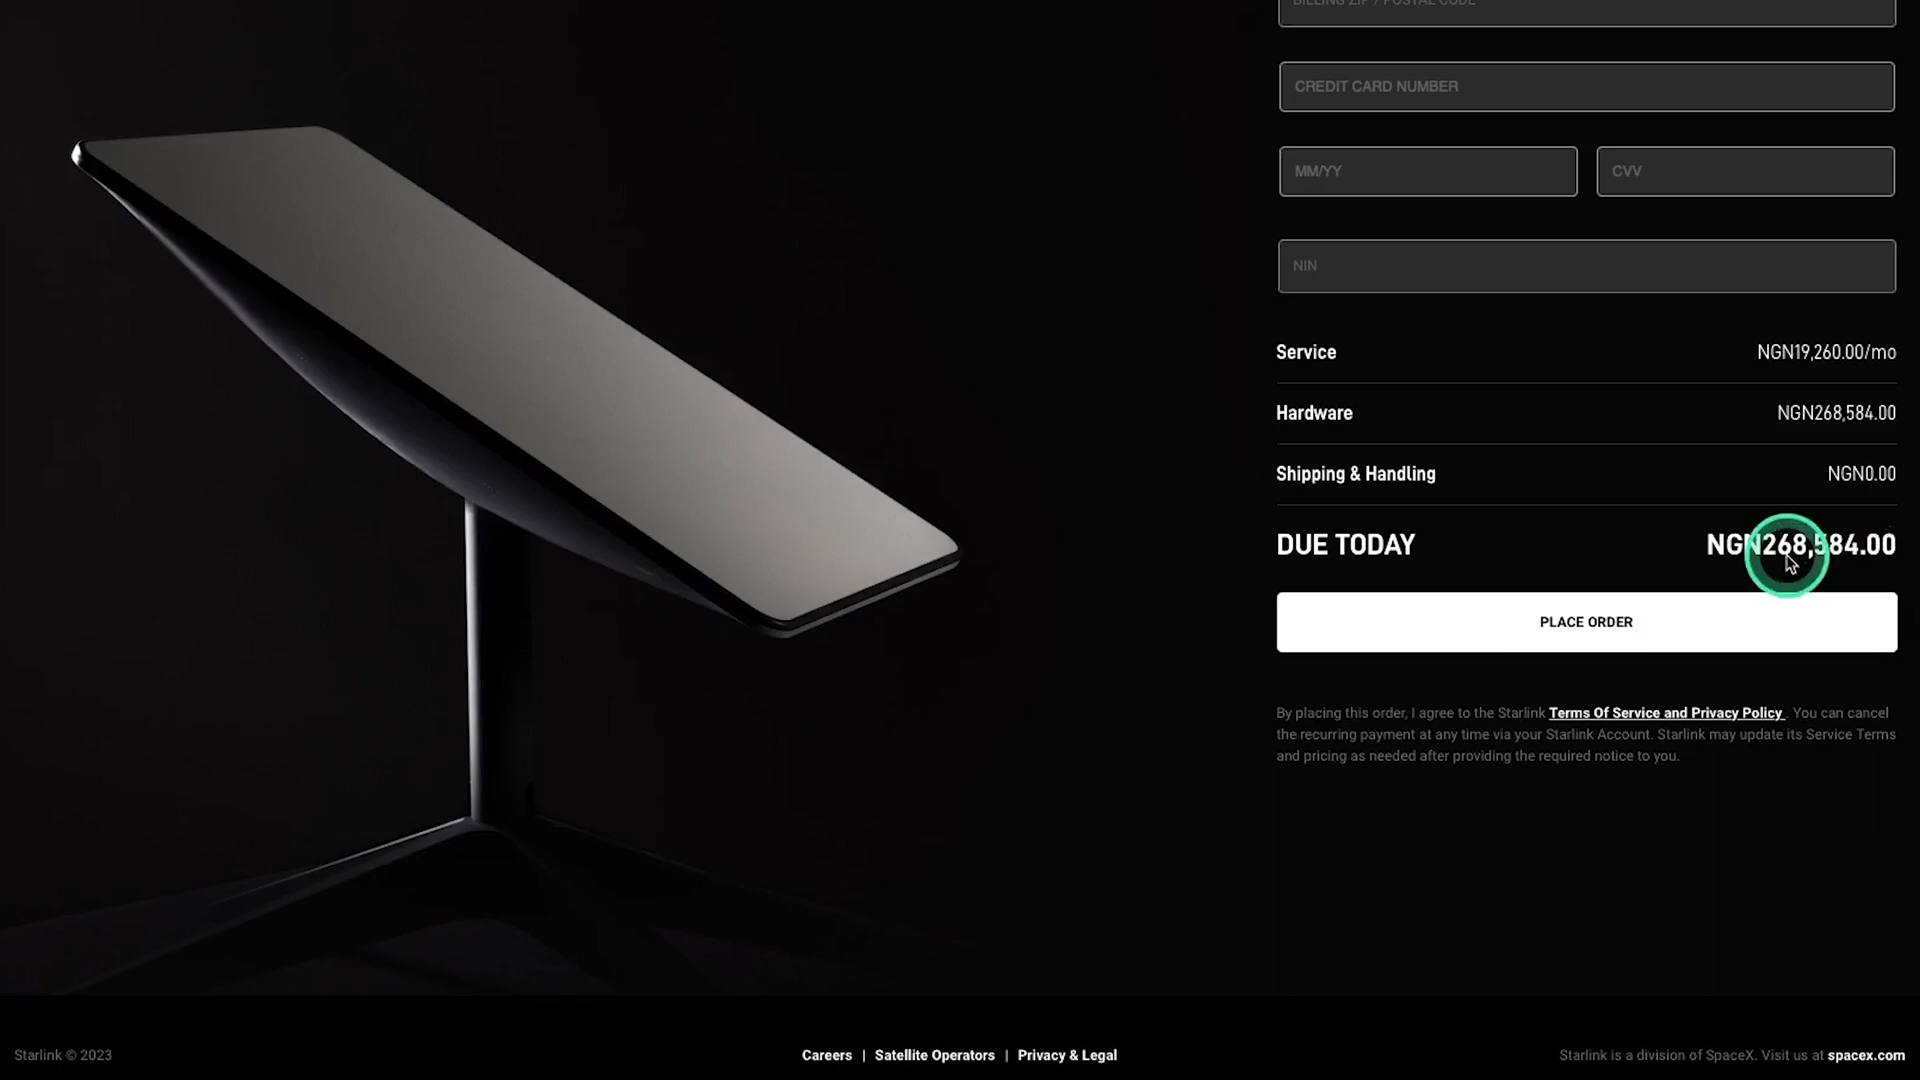 BILLING ZIP / POSTAL CODE
CREDIT CARD NUMBER
MM/YY CVV
NIN
Service NGN19,260.00/mo
Hardware NGN268,584.00
Shipping & Handling NGN0.00
DUE TODAY NGN268,584.00
PLACE ORDER
By placing this order, I agree to the Starlink Terms Of Service and Privacy Policy . You can cancel
the recurring payment at any time via your Starlink Account. Starlink may update its Service Terms
and pricing as needed after providing the required notice to you.
Starlink © 2023 Careers | Satellite Operators | Privacy & Legal Starlink is a division of SpaceX. Visit us at spacex.com